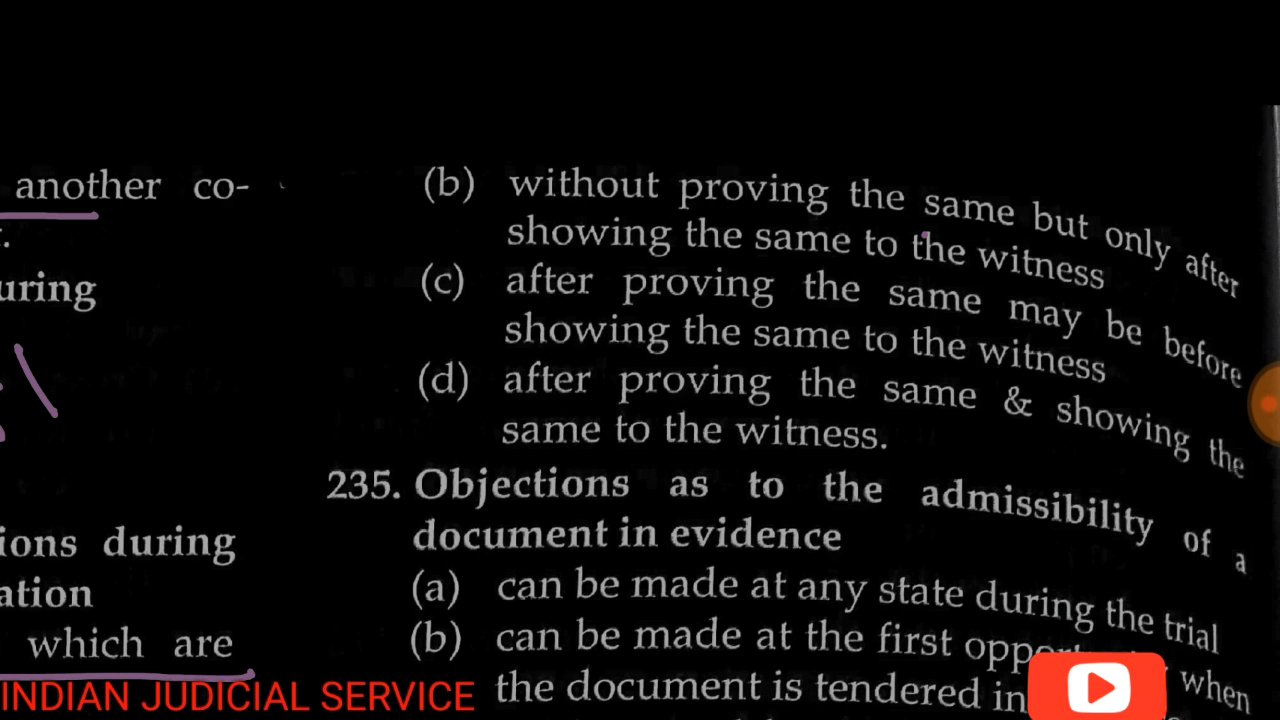 another co-
uring
ions during
ation
which are
(b) without proving the same but only after
showing the same to the witness
(c) after proving the same may be before
showing the same to the witness
(d) after proving the same & showing the
same to the witness.
235. Objections as to the admissibility of a
document in evidence
(a) can be made at any state during the trial
(b) can be made at the first when
the document is tendered in
INDIAN JUDICIAL SERVICE